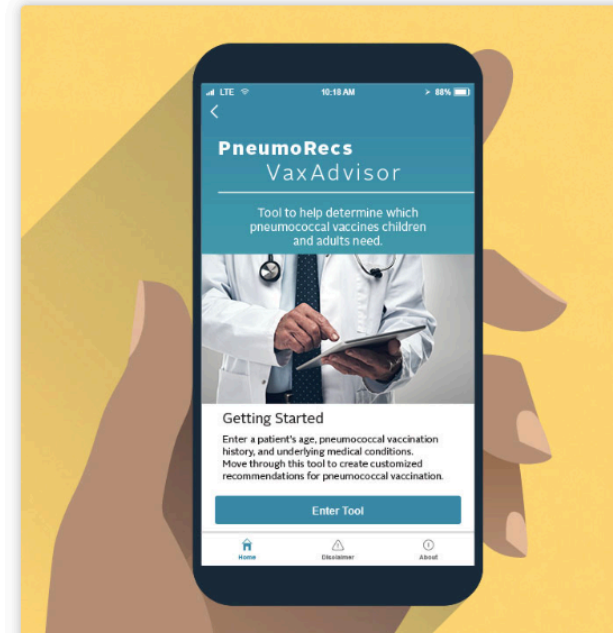 LTE 10:18 AM 88%
PneumoRecs
VaxAdvisor
Tool to help determine which
pneumococcal vaccines children
and adults need.
Getting Started
Enter a patient's age, pneumococcal vaccination
history, and underlying medical conditions.
Move through this tool to create customized
recommendations for pneumococcal vaccination.
Enter Tool
Home Disclaimer About